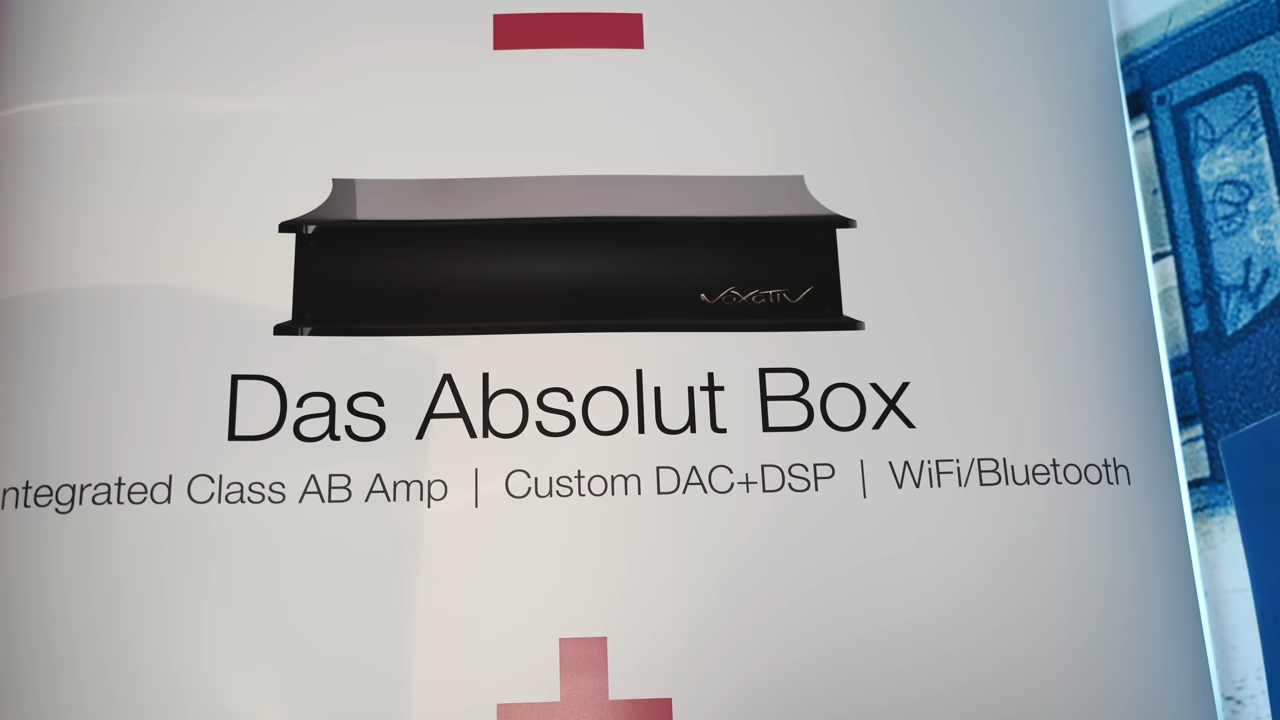 Voxativ
Das Absolut Box
ntegrated Class AB Amp | Custom DAC+DSP | WiFi/Bluetooth